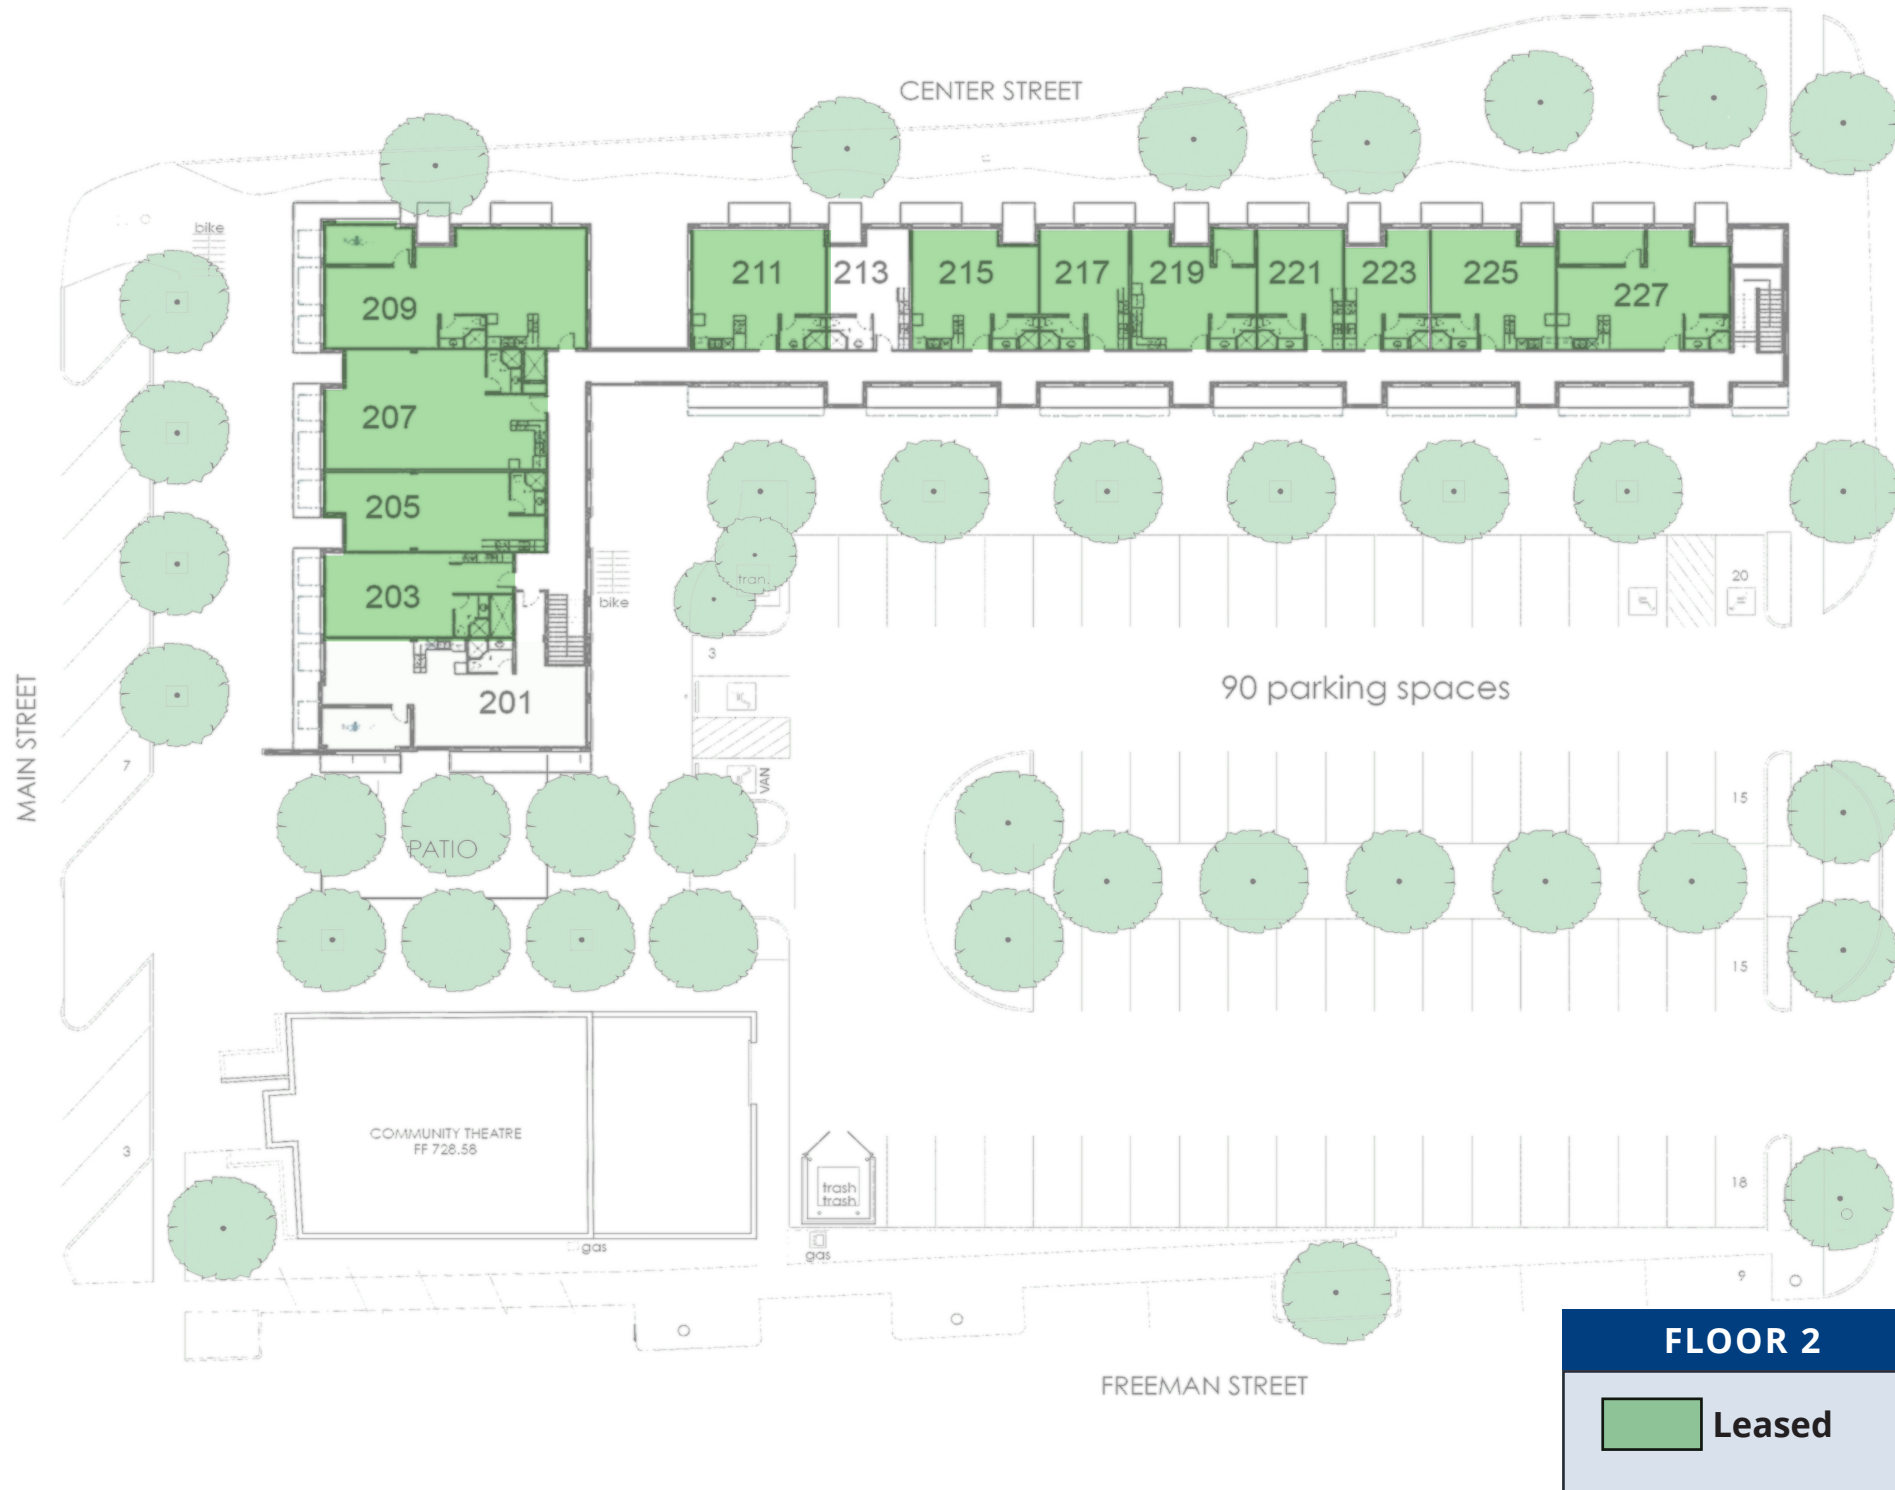 CENTER STREET
bike
209
211
213
215
217
219
221
223
225
227
207
205
203
201
bike
tran.
20
3
90 parking spaces
MAIN STREET
7
VAN
15
PATIO
15
COMMUNITY THEATRE
FF 728.58
3
trash
trash
18
gas
gas
9
FREEMAN STREET
FLOOR 2
Leased